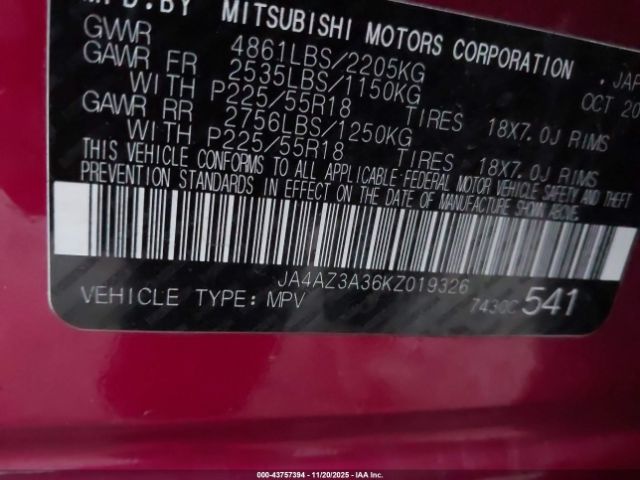 MFD.BY MITSUBISHI MOTORS CORPORATION . JAP
GVWR 4861LBS/2205KG OCT 20
GAWR FR 2535LBS/1150KG
WITH P225/55R18 TIRES 18X7.0J RIMS
GAWR RR 2756LBS/1250KG
WITH P225/55R18 TIRES 18X7.0J RIMS
THIS VEHICLE CONFORMS TO ALL APPLICABLE FEDERAL MOTOR VEHICLE SAFETY AND THEFT
PREVENTION STANDARDS IN EFFECT ON THE DATE OF MANUFACTURE SHOWN ABOVE.
JA4AZ3A36KZ019326
VEHICLE TYPE: MPV 7430C 541
000-43757394 - 11/20/2025 - IAA Inc.